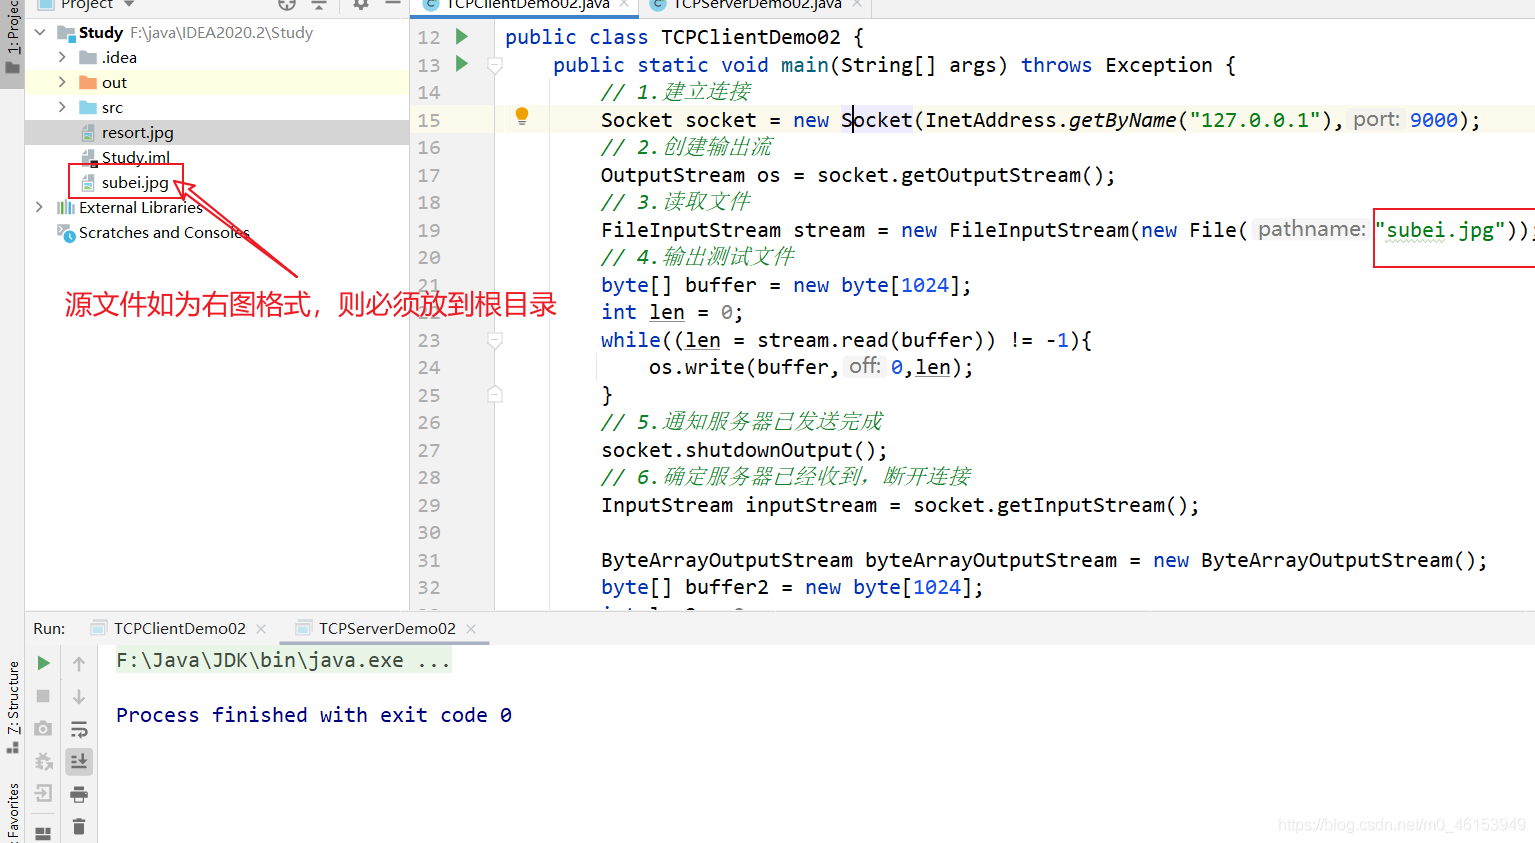 Project
TCPClientDemo02.java
TCPServerDemo02.java
1: Project
Study F:\java\IDEA2020.2\Study
.idea
out
src
resort.jpg
Study.iml
subei.jpg
External Libraries
Scratches and Consoles
源文件如为右图格式，则必须放到根目录
12 public class TCPClientDemo02 {
13 public static void main(String[] args) throws Exception {
14 // 1.建立连接
15 Socket socket = new Socket(InetAddress.getByName("127.0.0.1"), port: 9000);
16 // 2.创建输出流
17 OutputStream os = socket.getOutputStream();
18 // 3.读取文件
19 FileInputStream stream = new FileInputStream(new File( pathname: "subei.jpg"));
20 // 4.输出测试文件
21 byte[] buffer = new byte[1024];
22 int len = 0;
23 while((len = stream.read(buffer)) != -1){
24 os.write(buffer, off: 0,len);
25 }
26 // 5.通知服务器已发送完成
27 socket.shutdownOutput();
28 // 6.确定服务器已经收到，断开连接
29 InputStream inputStream = socket.getInputStream();
30
31 ByteArrayOutputStream byteArrayOutputStream = new ByteArrayOutputStream();
32 byte[] buffer2 = new byte[1024];
Run: TCPClientDemo02 TCPServerDemo02
F:\Java\JDK\bin\java.exe ...
Process finished with exit code 0
Z: Structure
Favorites
https://blog.csdn.net/m0_46153949